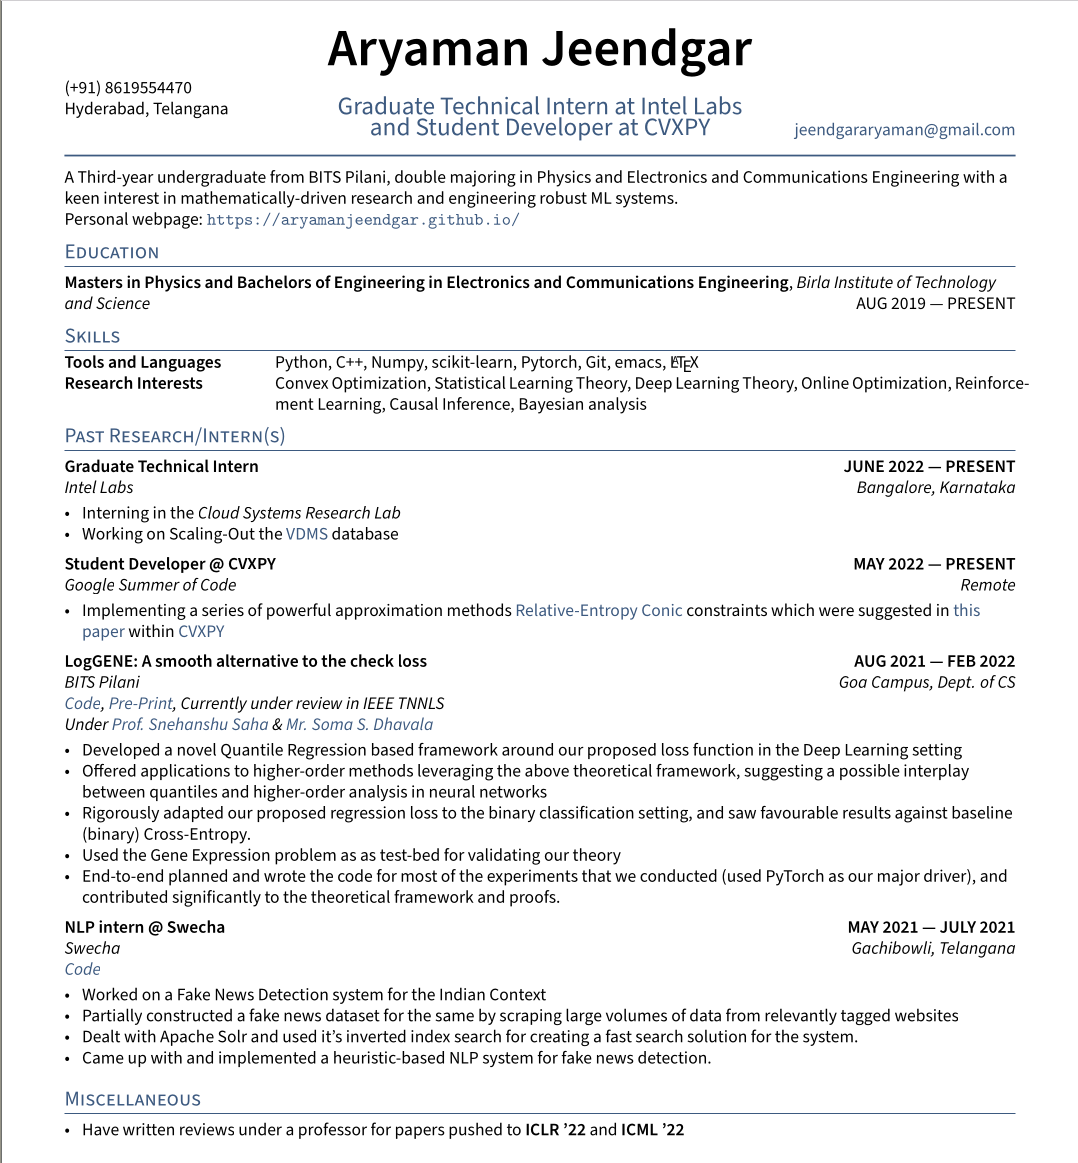 Aryaman Jeendgar
(+91) 8619554470
Hyderabad, Telangana
Graduate Technical Intern at Intel Labs
and Student Developer at CVXPY
jeendgararyaman@gmail.com
A Third-year undergraduate from BITS Pilani, double majoring in Physics and Electronics and Communications Engineering with a
keen interest in mathematically-driven research and engineering robust ML systems.
Personal webpage: https://aryamanjeendgar.github.io/
Education
Masters in Physics and Bachelors of Engineering in Electronics and Communications Engineering, Birla Institute of Technology
and Science AUG 2019 — PRESENT
Skills
Tools and Languages Python, C++, Numpy, scikit-learn, Pytorch, Git, emacs, LATEX
Research Interests Convex Optimization, Statistical Learning Theory, Deep Learning Theory, Online Optimization, Reinforce-
ment Learning, Causal Inference, Bayesian analysis
Past Research/Intern(s)
Graduate Technical Intern JUNE 2022 — PRESENT
Intel Labs Bangalore, Karnataka
• Interning in the Cloud Systems Research Lab
• Working on Scaling-Out the VDMS database
Student Developer @ CVXPY MAY 2022 — PRESENT
Google Summer of Code Remote
• Implementing a series of powerful approximation methods Relative-Entropy Conic constraints which were suggested in this
paper within CVXPY
LogGENE: A smooth alternative to the check loss AUG 2021 — FEB 2022
BITS Pilani Goa Campus, Dept. of CS
Code, Pre-Print, Currently under review in IEEE TNNLS
Under Prof. Snehanshu Saha & Mr. Soma S. Dhavala
• Developed a novel Quantile Regression based framework around our proposed loss function in the Deep Learning setting
• Offered applications to higher-order methods leveraging the above theoretical framework, suggesting a possible interplay
between quantiles and higher-order analysis in neural networks
• Rigorously adapted our proposed regression loss to the binary classification setting, and saw favourable results against baseline
(binary) Cross-Entropy.
• Used the Gene Expression problem as as test-bed for validating our theory
• End-to-end planned and wrote the code for most of the experiments that we conducted (used PyTorch as our major driver), and
contributed significantly to the theoretical framework and proofs.
NLP intern @ Swecha MAY 2021 — JULY 2021
Swecha Gachibowli, Telangana
Code
• Worked on a Fake News Detection system for the Indian Context
• Partially constructed a fake news dataset for the same by scraping large volumes of data from relevantly tagged websites
• Dealt with Apache Solr and used it’s inverted index search for creating a fast search solution for the system.
• Came up with and implemented a heuristic-based NLP system for fake news detection.
Miscellaneous
• Have written reviews under a professor for papers pushed to ICLR ’22 and ICML ’22